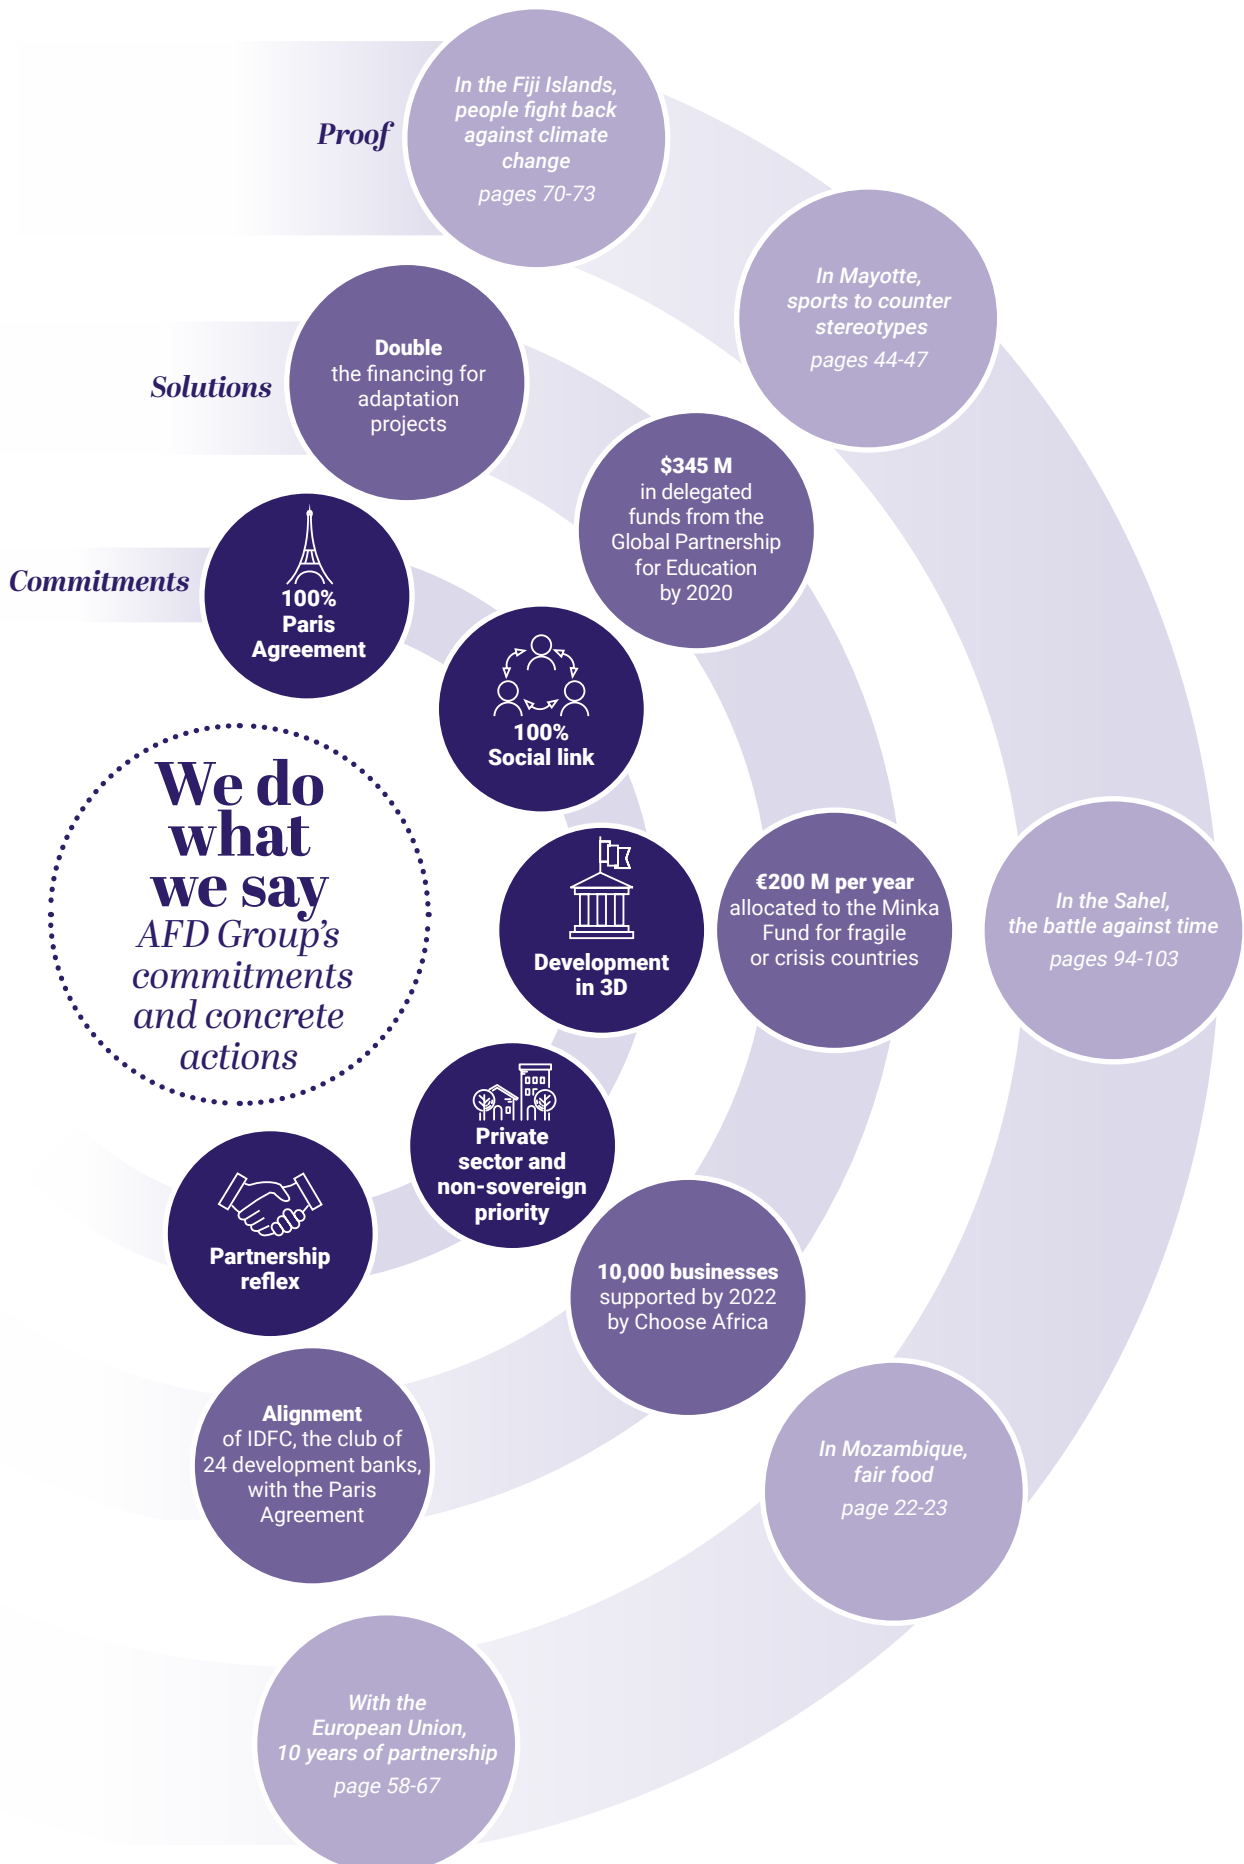 Proof
In the Fiji Islands,
people fight back
against climate
change
pages 70-73
In Mayotte,
sports to counter
stereotypes
pages 44-47
In the Sahel,
the battle against time
pages 94-103
In Mozambique,
fair food
page 22-23
With the
European Union,
10 years of partnership
page 58-67
Solutions
Double
the financing for
adaptation
projects
$345 M
in delegated
funds from the
Global Partnership
for Education
by 2020
€200 M per year
allocated to the Minka
Fund for fragile
or crisis countries
10,000 businesses
supported by 2022
by Choose Africa
Alignment
of IDFC, the club of
24 development banks,
with the Paris
Agreement
Commitments
100%
Paris
Agreement
100%
Social link
Development
in 3D
Private
sector and
non-sovereign
priority
Partnership
reflex
We do
what
we say
AFD Group's
commitments
and concrete
actions